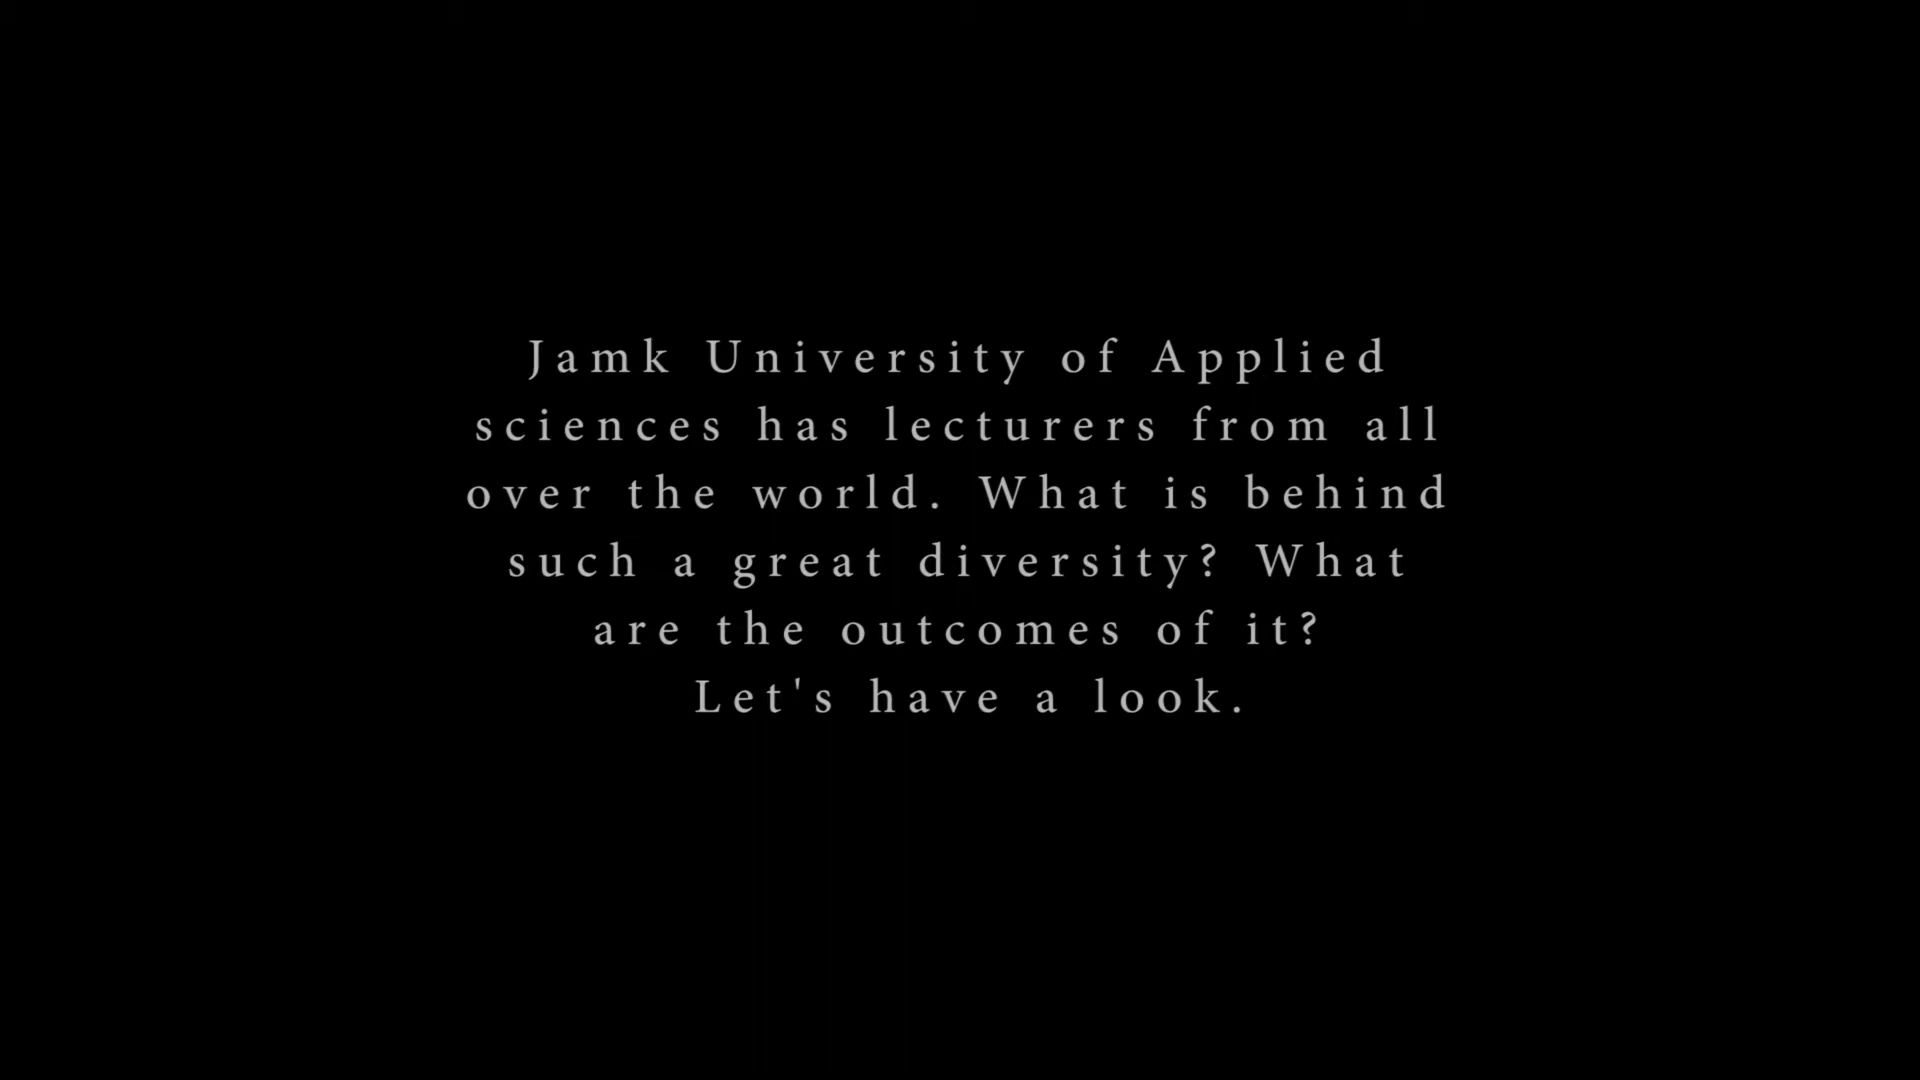 Jamk University of Applied
sciences has lecturers from all
over the world. What is behind
such a great diversity? What
are the outcomes of it?
Let's have a look.